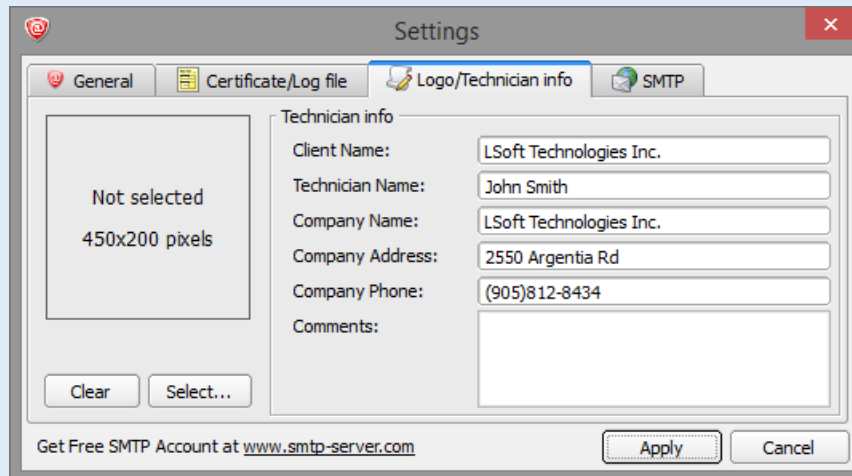 Settings
General
Certificate/Log file
Logo/Technician info
SMTP
Not selected
450x200 pixels
Clear
Select...
Technician info
Client Name: LSoft Technologies Inc.
Technician Name: John Smith
Company Name: LSoft Technologies Inc.
Company Address: 2550 Argentia Rd
Company Phone: (905)812-8434
Comments:
Get Free SMTP Account at www.smtp-server.com
Apply
Cancel